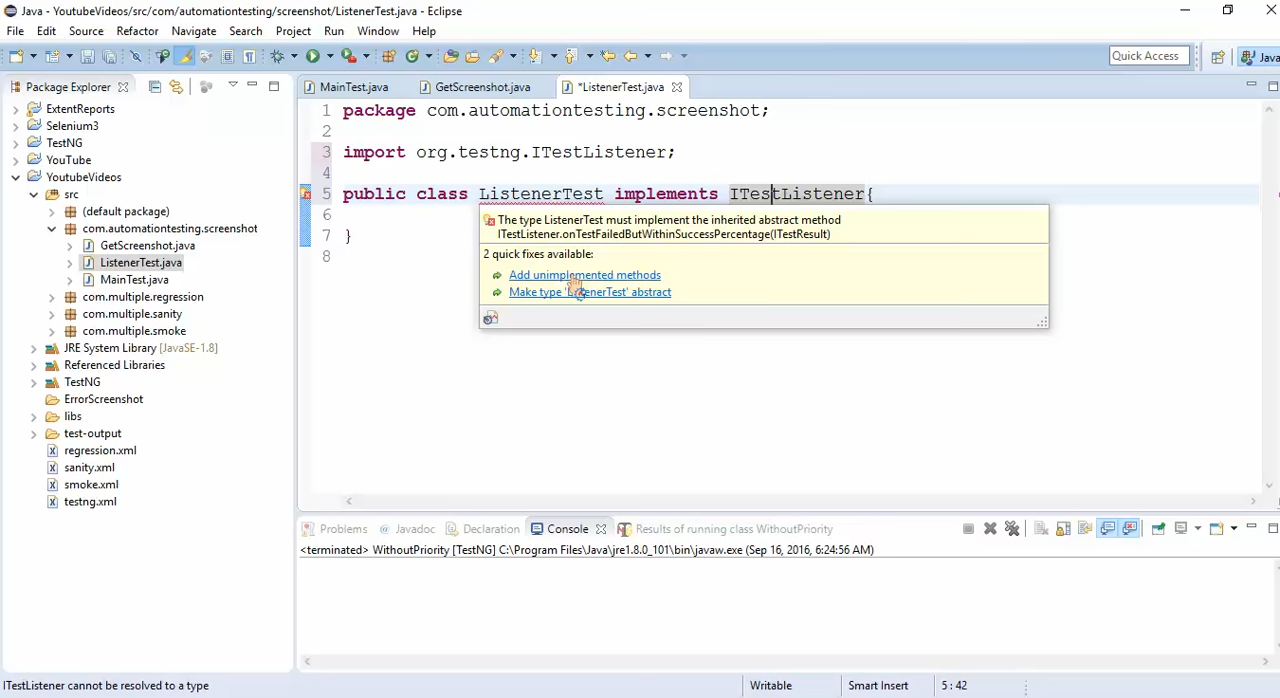 Java - YoutubeVideos/src/com/automationtesting/screenshot/ListenerTest.java - Eclipse
File Edit Source Refactor Navigate Search Project Run Window Help
Quick Access
Java
Package Explorer
MainTest.java
GetScreenshot.java
*ListenerTest.java
ExtentReports
Selenium3
TestNG
YouTube
YoutubeVideos
src
(default package)
com.automationtesting.screenshot
GetScreenshot.java
ListenerTest.java
MainTest.java
com.multiple.regression
com.multiple.sanity
com.multiple.smoke
JRE System Library [JavaSE-1.8]
Referenced Libraries
TestNG
ErrorScreenshot
libs
test-output
regression.xml
sanity.xml
smoke.xml
testng.xml
1 package com.automationtesting.screenshot;
2
3 import org.testng.ITestListener;
4
5 public class ListenerTest implements ITestListener{
6
7 }
8
The type ListenerTest must implement the inherited abstract method
ITestListener.onTestFailedButWithinSuccessPercentage(ITestResult)
2 quick fixes available:
Add unimplemented methods
Make type 'ListenerTest' abstract
Problems Javadoc Declaration Console Results of running class WithoutPriority
<terminated> WithoutPriority [TestNG] C:\Program Files\Java\jre1.8.0_101\bin\javaw.exe (Sep 16, 2016, 6:24:56 AM)
ITestListener cannot be resolved to a type
Writable
Smart Insert
5 : 42